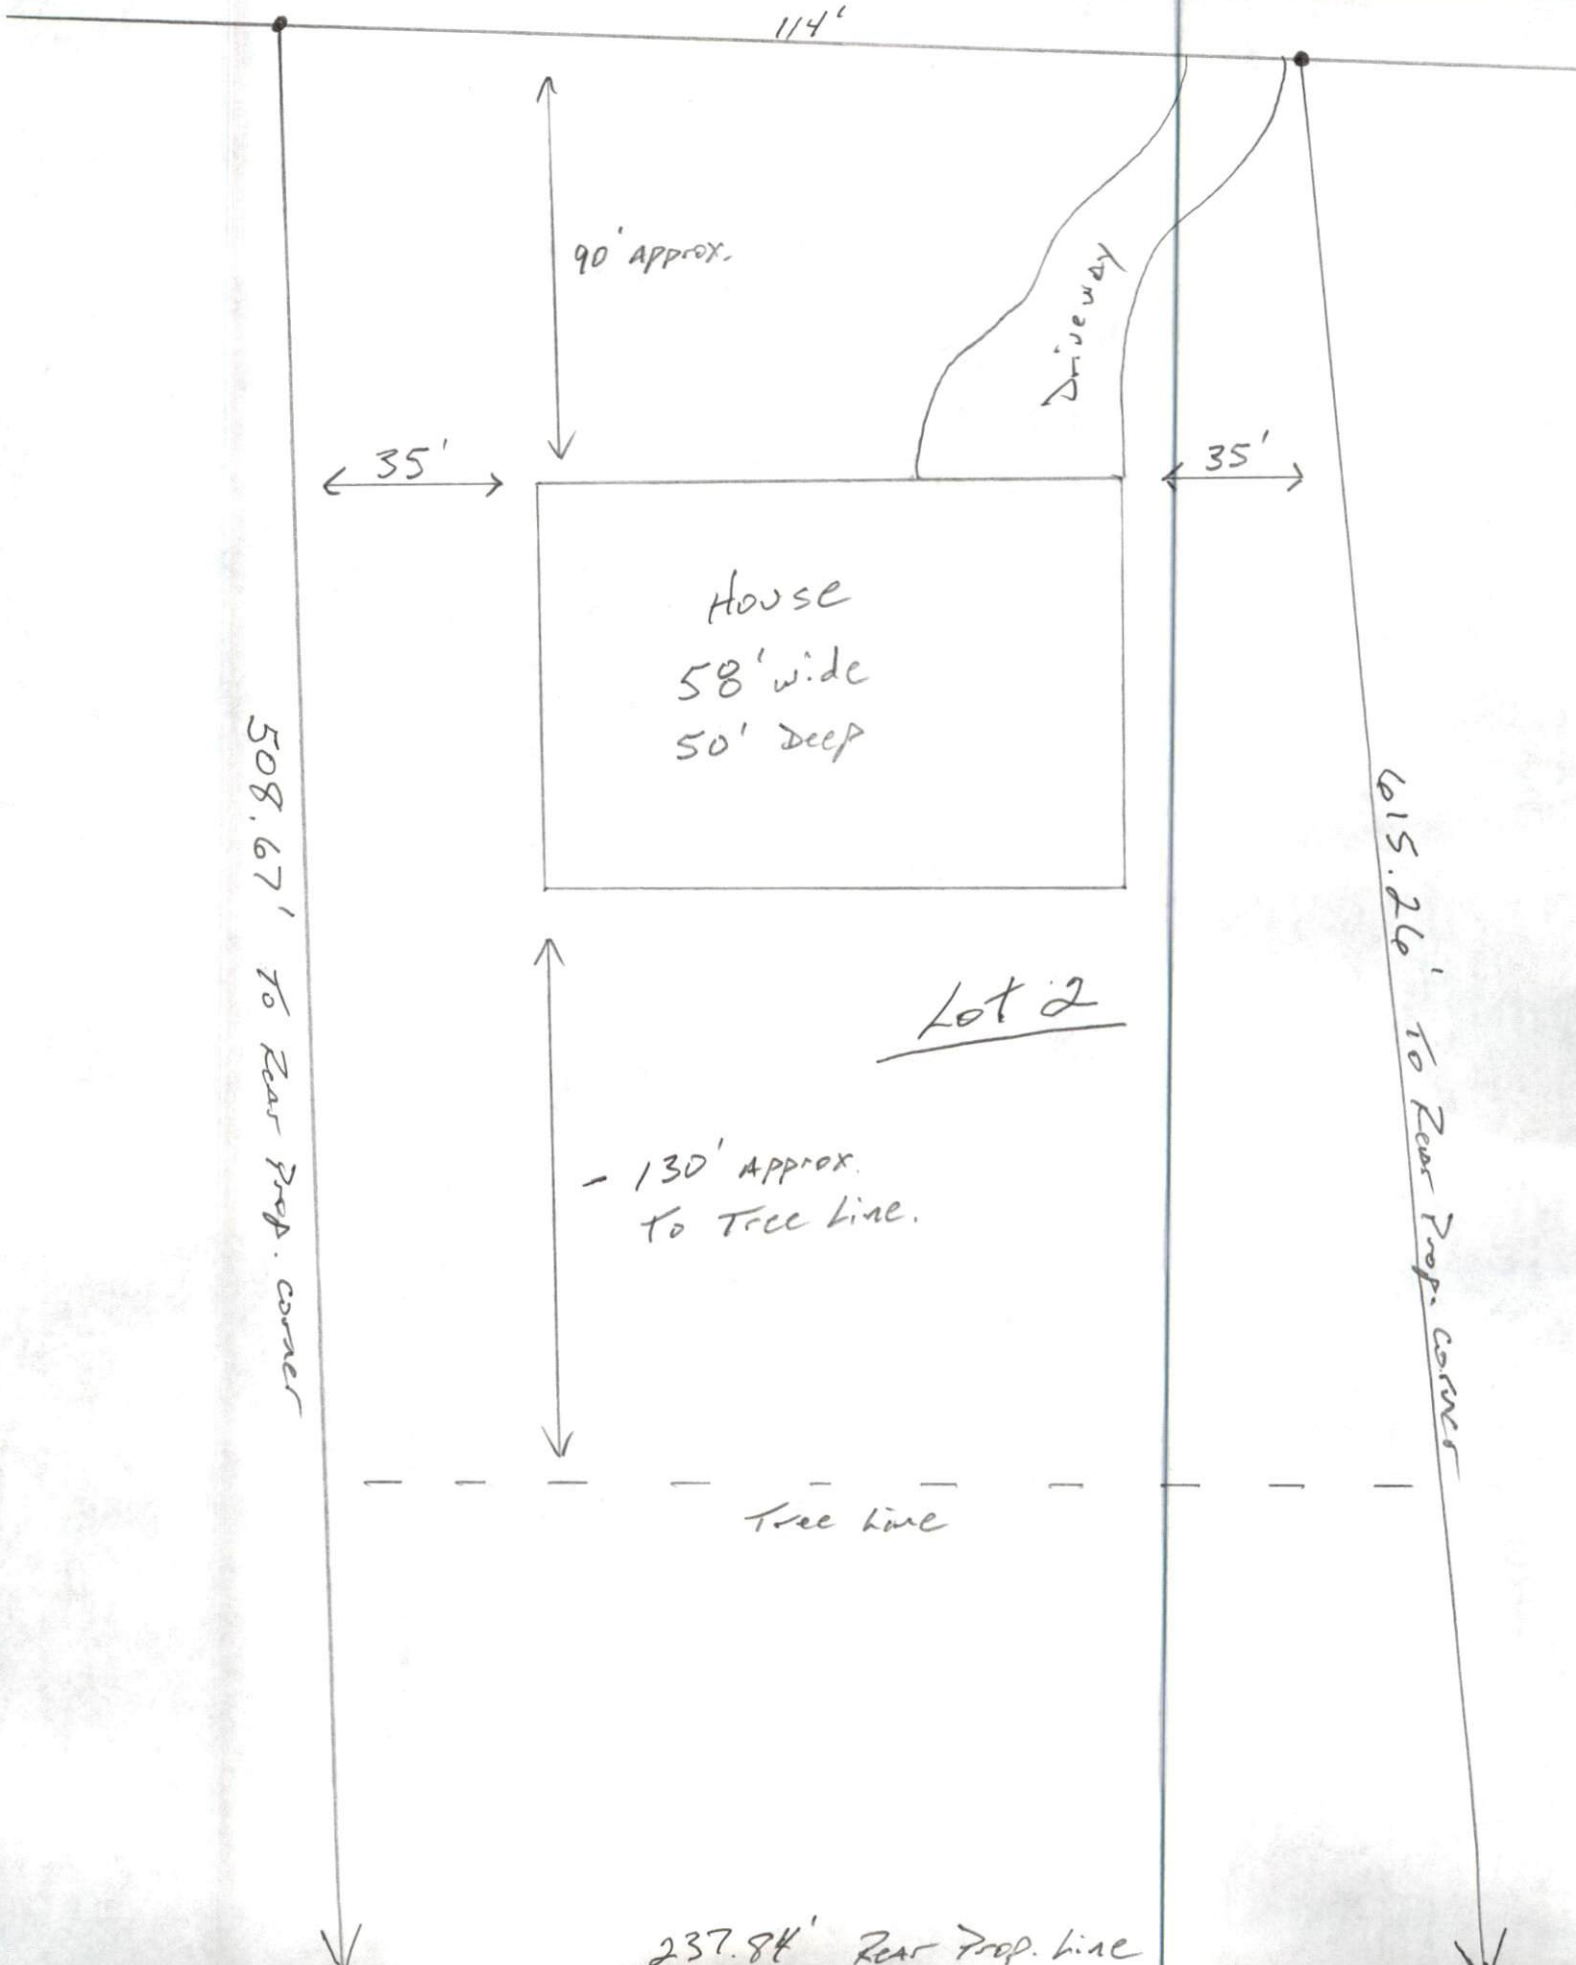 114'
90' Approx.
Driveway
35'
35'
House
58' wide
50' Deep
508.67' To Rear Prop. corner
615.26' To Rear Prop. corner
Lot 2
- 130' Approx.
To Tree Line.
Tree Line
237.84' Rear Prop. Line